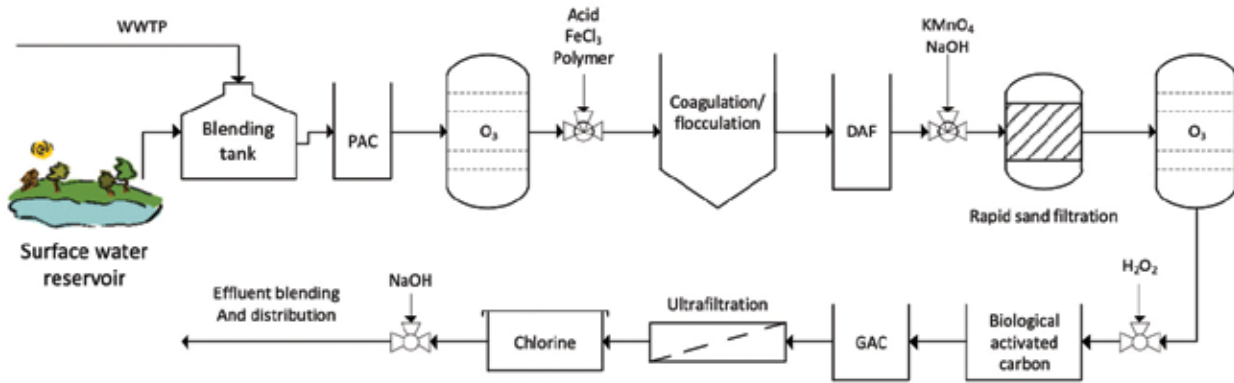 WWTP
Blending
tank
Surface water
reservoir
PAC
O₃
Acid
FeCl₃
Polymer
Coagulation/
flocculation
DAF
KMnO₄
NaOH
Rapid sand filtration
O₃
H₂O₂
Biological
activated
carbon
GAC
Ultrafiltration
Chlorine
NaOH
Effluent blending
And distribution